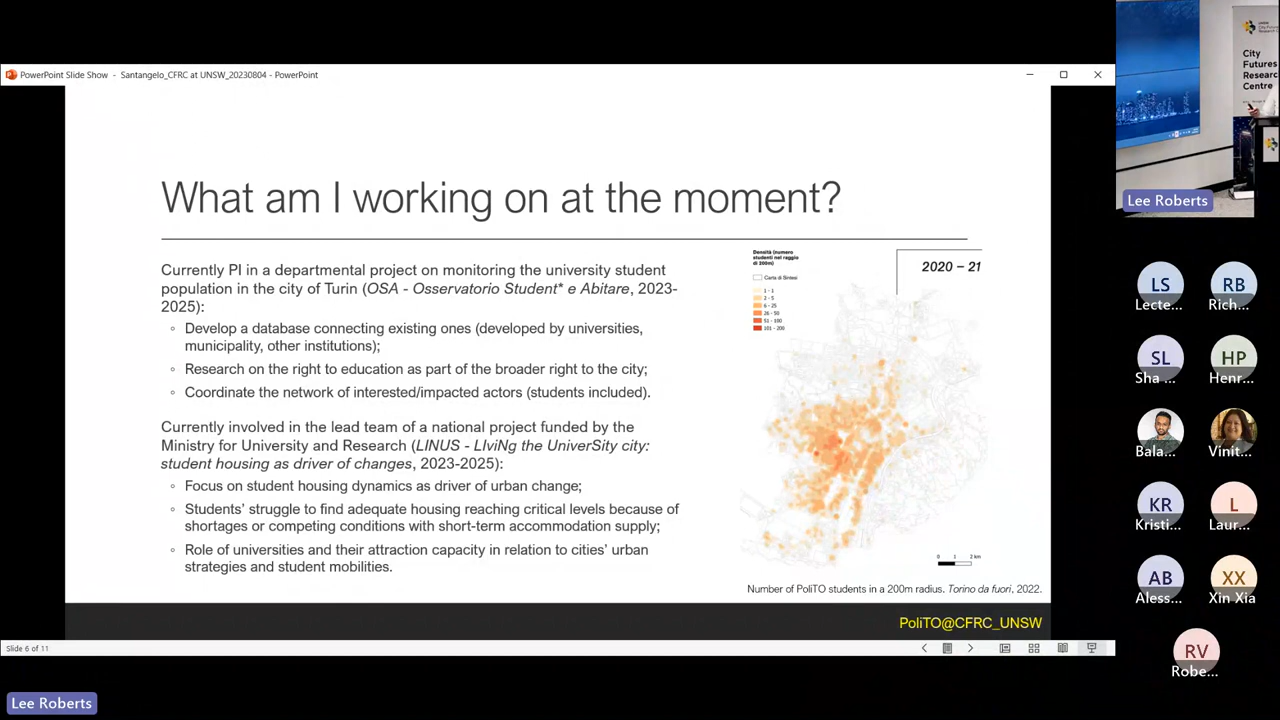 PowerPoint Slide Show - Santangelo_CFRC at UNSW_20230804 - PowerPoint
What am I working on at the moment?
Currently PI in a departmental project on monitoring the university student
population in the city of Turin (OSA - Osservatorio Student* e Abitare, 2023-
2025):
Develop a database connecting existing ones (developed by universities,
municipality, other institutions);
Research on the right to education as part of the broader right to the city;
Coordinate the network of interested/impacted actors (students included).
Currently involved in the lead team of a national project funded by the
Ministry for University and Research (LINUS - LIviNg the UniverSity city:
student housing as driver of changes, 2023-2025):
Focus on student housing dynamics as driver of urban change;
Students' struggle to find adequate housing reaching critical levels because of
shortages or competing conditions with short-term accommodation supply;
Role of universities and their attraction capacity in relation to cities' urban
strategies and student mobilities.
Densità (numero
studenti nel raggio
di 200m)
Carta di Sintesi
1 - 1
2 - 5
6 - 25
26 - 50
51 - 100
101 - 200
2020 – 21
0 1 2 km
Number of PoliTO students in a 200m radius. Torino da fuori, 2022.
PoliTO@CFRC_UNSW
Slide 6 of 11
Lee Roberts
City
Futures
Research
Centre
Lee Roberts
LS
RB
Lecte...
Rich...
SL
HP
Sha ...
Henr...
Bala...
Vinit...
KR
L
Kristi...
Laur...
AB
XX
Aless...
Xin Xia
RV
Robe...